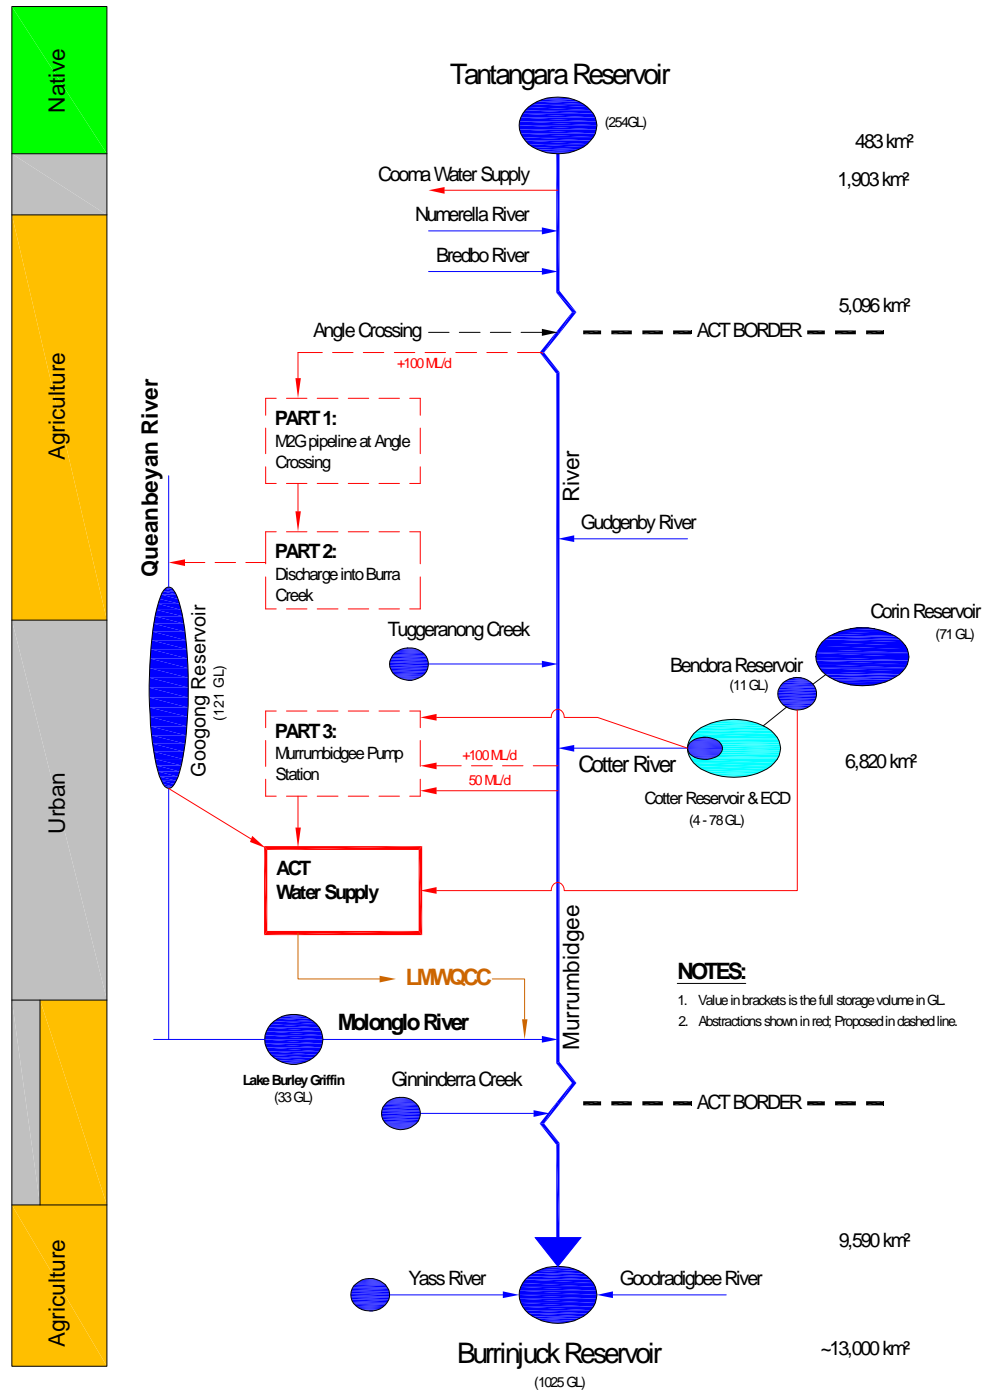 Native
Tantangara Reservoir
(254GL)
483 km²
Cooma Water Supply
1,903 km²
Numerella River
Bredbo River
5,096 km²
Angle Crossing
ACT BORDER
+100 ML/d
Agriculture
Queanbeyan River
PART 1:
M2G pipeline at Angle
Crossing
River
Gudgenby River
PART 2:
Discharge into Burra
Creek
Googong Reservoir
(121 GL)
Tuggeranong Creek
Corin Reservoir
(71 GL)
Bendora Reservoir
(11 GL)
PART 3:
Murrumbidgee Pump
Station
+100 ML/d
50 ML/d
Cotter River
6,820 km²
Cotter Reservoir & ECD
(4 - 78 GL)
Urban
ACT
Water Supply
Murrumbidgee
LMWQCC
NOTES:
1. Value in brackets is the full storage volume in GL.
2. Abstractions shown in red; Proposed in dashed line.
Molonglo River
Lake Burley Griffin
(33 GL)
Ginninderra Creek
ACT BORDER
9,590 km²
Agriculture
Yass River
Goodradigbee River
Burrinjuck Reservoir
(1025 GL)
~13,000 km²